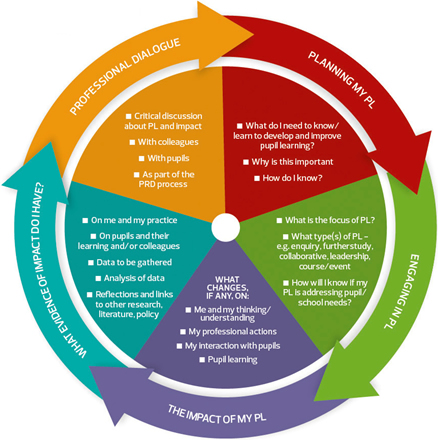 PROFESSIONAL DIALOGUE
■ Critical discussion
about PL and impact
■ With colleagues
■ With pupils
■ As part of the
PRD process
PLANNING MY PL
■ What do I need to know/
learn to develop and improve
pupil learning?
■ Why is this important
■ How do I know?
ENGAGING IN PL
■ What is the focus of PL?
■ What type(s) of PL –
e.g. enquiry, further study,
collaborative, leadership,
course/event
■ How will I know if my
PL is addressing pupil/
school needs?
THE IMPACT OF MY PL
WHAT
CHANGES,
IF ANY, ON:
■ Me and my thinking/
understanding
■ My professional actions
■ My interaction with pupils
■ Pupil learning
WHAT EVIDENCE OF IMPACT DO I HAVE?
■ On me and my practice
■ On pupils and their
learning and/or colleagues
■ Data to be gathered
■ Analysis of data
■ Reflections and links
to other research,
literature, policy